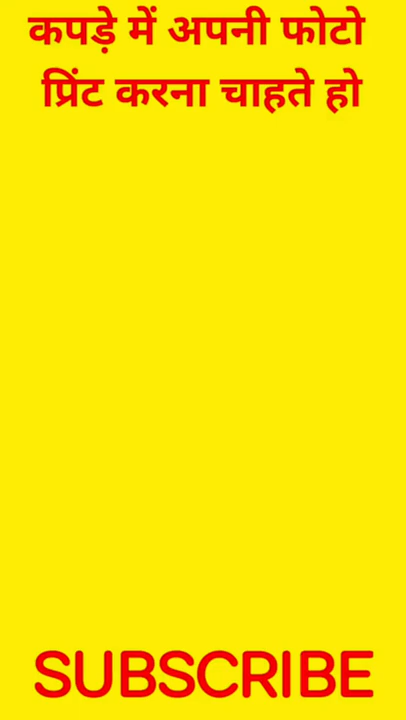 कपड़े में अपनी फोटो
प्रिंट करना चाहते हो
SUBSCRIBE